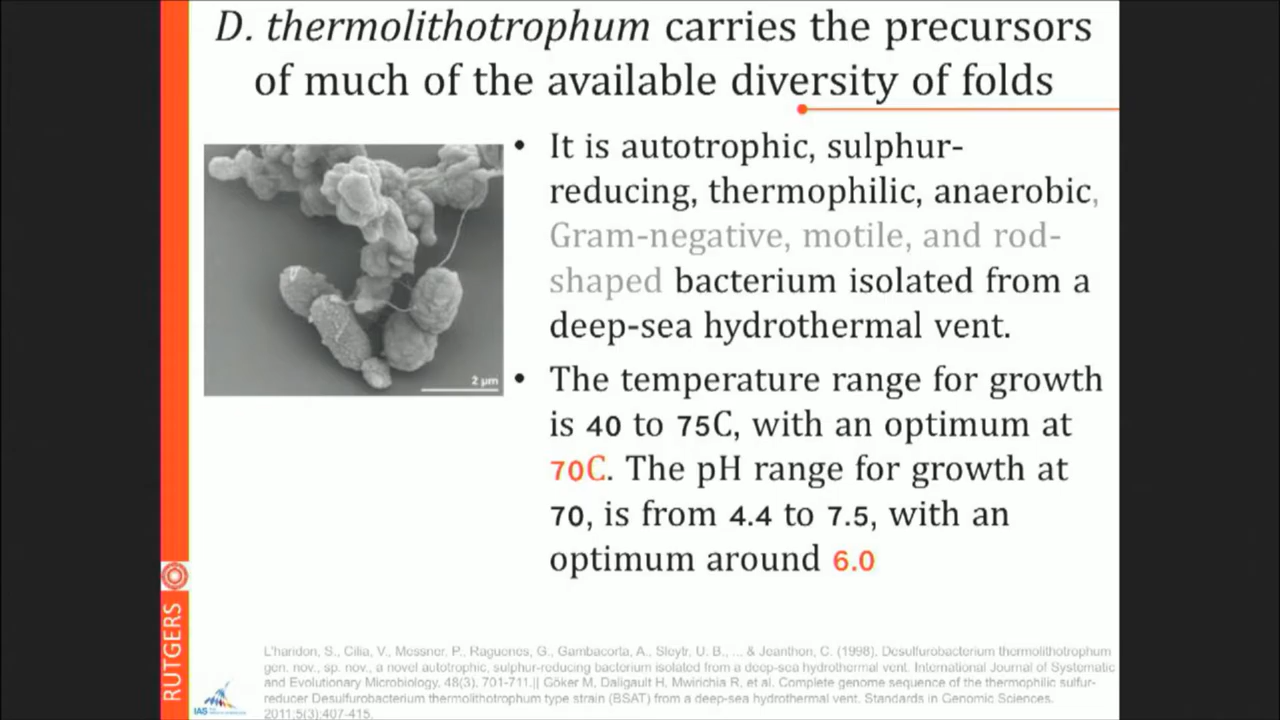 D. thermolithotrophum carries the precursors
of much of the available diversity of folds
• It is autotrophic, sulphur-
reducing, thermophilic, anaerobic,
Gram-negative, motile, and rod-
shaped bacterium isolated from a
deep-sea hydrothermal vent.
• The temperature range for growth
is 40 to 75C, with an optimum at
70C. The pH range for growth at
70, is from 4.4 to 7.5, with an
optimum around 6.0
2 µm
RUTGERS
IAS
L'haridon, S., Cilia, V., Messner, P., Raguenes, G., Gambacorta, A., Sleytr, U. B., ... & Jeanthon, C. (1998). Desulfurobacterium thermolithotrophum
gen. nov., sp. nov., a novel autotrophic, sulphur-reducing bacterium isolated from a deep-sea hydrothermal vent. International Journal of Systematic
and Evolutionary Microbiology, 48(3), 701-711.|| Göker M, Daligault H, Mwirichia R, et al. Complete genome sequence of the thermophilic sulfur-
reducer Desulfurobacterium thermolithotrophum type strain (BSAT) from a deep-sea hydrothermal vent. Standards in Genomic Sciences.
2011;5(3):407-415.